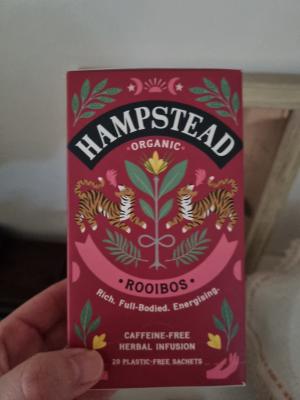 HAMPSTEAD
·ORGANIC·
·ROOIBOS·
Rich. Full-Bodied. Energising.
CAFFEINE-FREE
HERBAL INFUSION
20 PLASTIC-FREE SACHETS